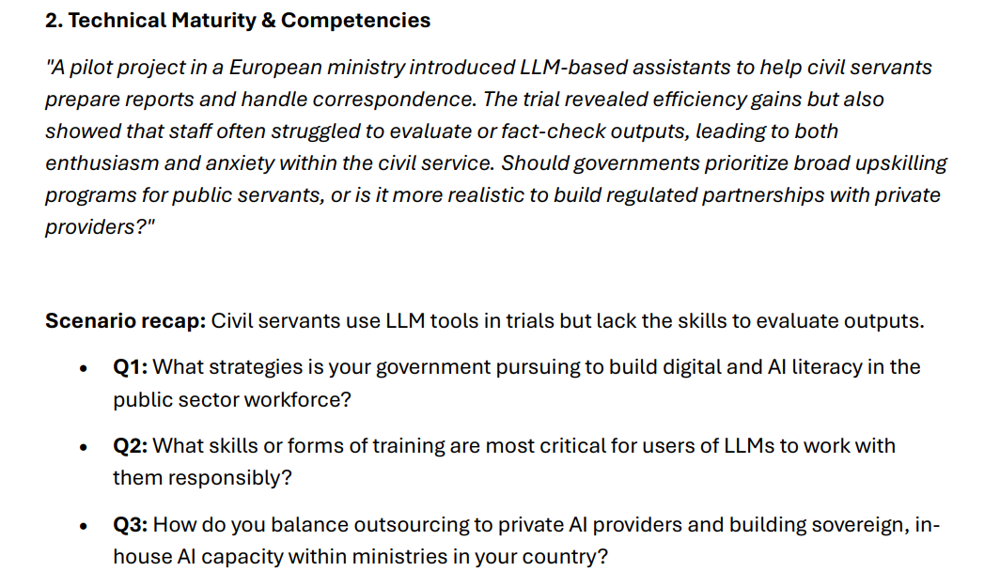 2. Technical Maturity & Competencies
"A pilot project in a European ministry introduced LLM-based assistants to help civil servants
prepare reports and handle correspondence. The trial revealed efficiency gains but also
showed that staff often struggled to evaluate or fact-check outputs, leading to both
enthusiasm and anxiety within the civil service. Should governments prioritize broad upskilling
programs for public servants, or is it more realistic to build regulated partnerships with private
providers?"
Scenario recap: Civil servants use LLM tools in trials but lack the skills to evaluate outputs.
• Q1: What strategies is your government pursuing to build digital and AI literacy in the
public sector workforce?
• Q2: What skills or forms of training are most critical for users of LLMs to work with
them responsibly?
• Q3: How do you balance outsourcing to private AI providers and building sovereign, in-
house AI capacity within ministries in your country?